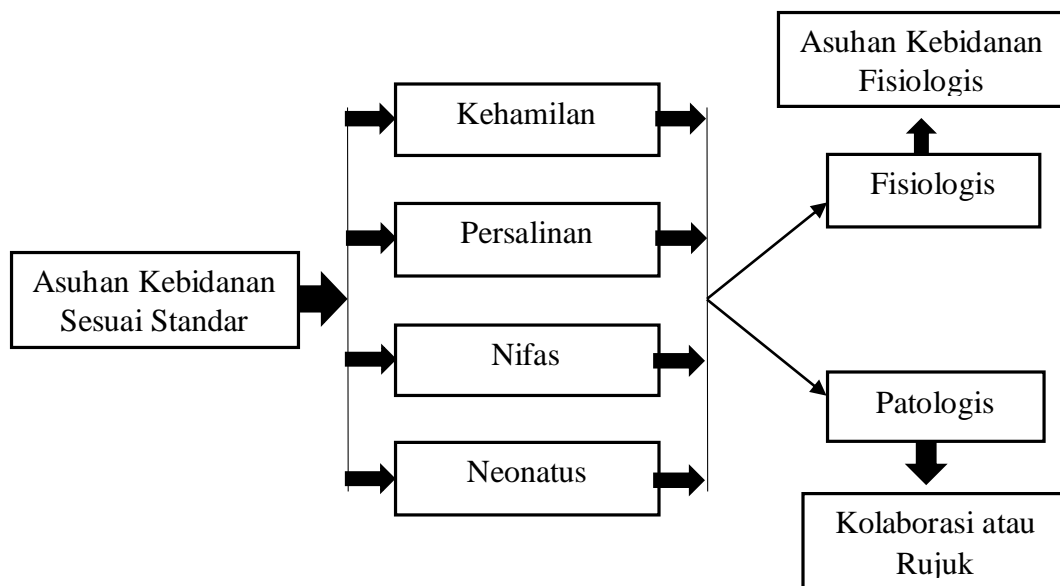 Asuhan Kebidanan
Sesuai Standar
Kehamilan
Persalinan
Nifas
Neonatus
Asuhan Kebidanan
Fisiologis
Fisiologis
Patologis
Kolaborasi atau
Rujuk